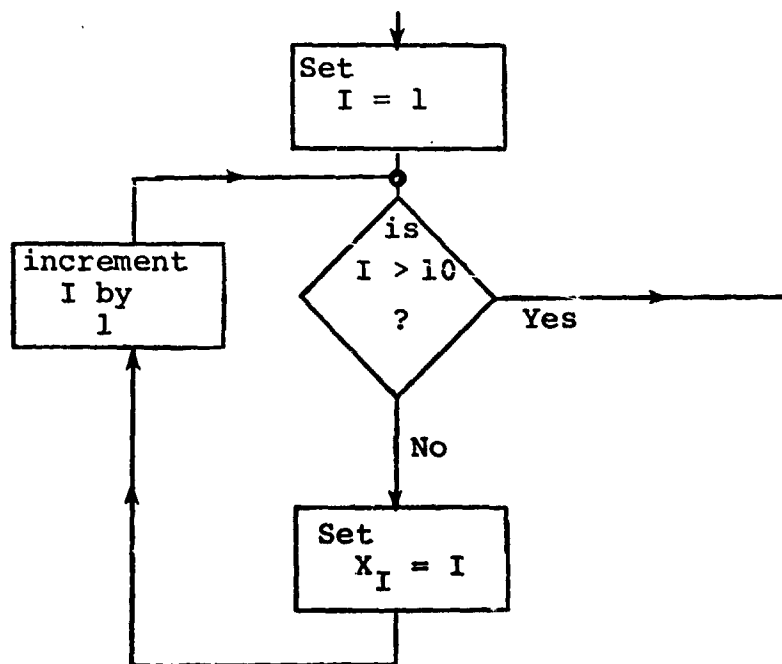 Set
I = 1
is
I > 10
?
Yes
increment
I by
1
No
Set
X_I = I